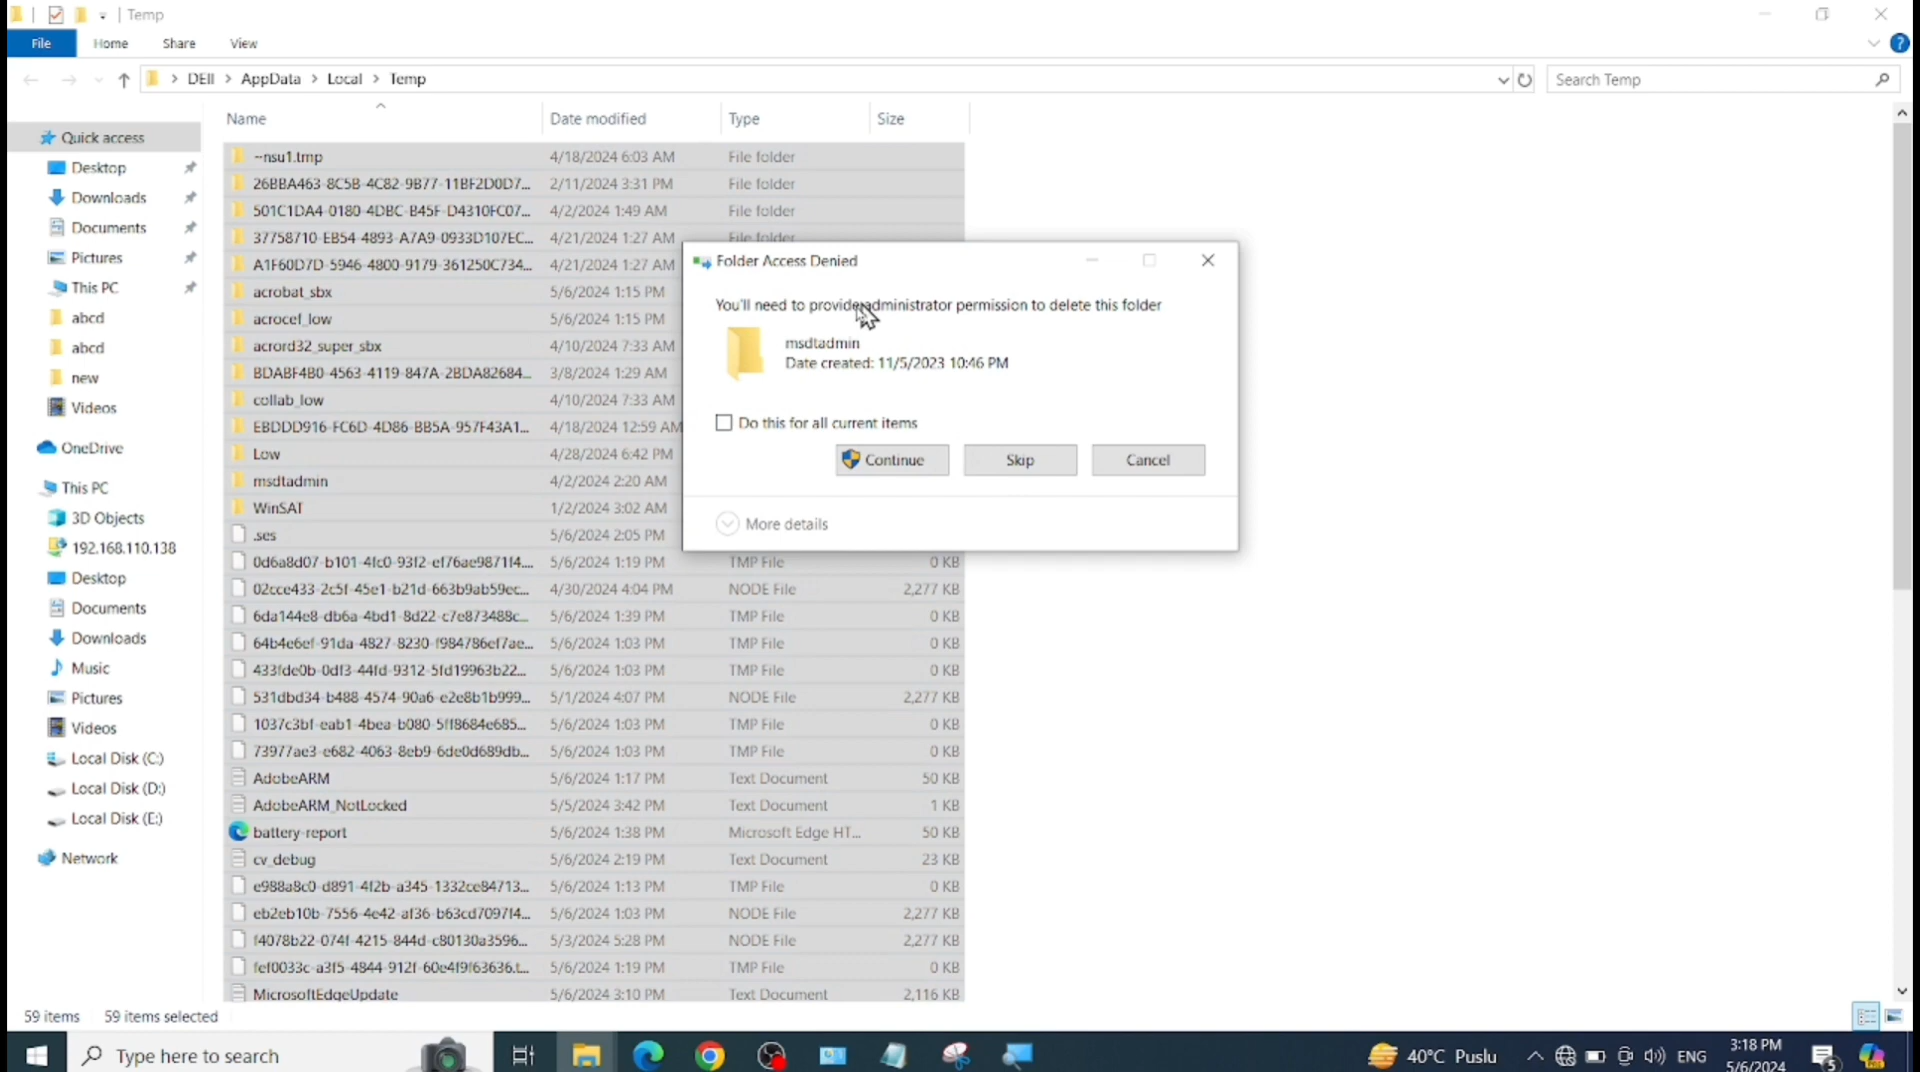 Temp
File Home Share View
DEll > AppData > Local > Temp
Search Temp
Name Date modified Type Size
Quick access
Desktop
Downloads
Documents
Pictures
This PC
abcd
abcd
new
Videos
OneDrive
This PC
3D Objects
192.168.110.138
Desktop
Documents
Downloads
Music
Pictures
Videos
Local Disk (C:)
Local Disk (D:)
Local Disk (E:)
Network
~nsu1.tmp 4/18/2024 6:03 AM File folder
26BBA463-8C5B-4C82-9B77-11BF2D0D7... 2/11/2024 3:31 PM File folder
501C1DA4-0180-4DBC-B45F-D4310FC07... 4/2/2024 1:49 AM File folder
37758710-EB54-4893-A7A9-0933D107EC... 4/21/2024 1:27 AM File folder
A1F60D7D-5946-4800-9179-361250C734... 4/21/2024 1:27 AM
acrobat_sbx 5/6/2024 1:15 PM
acrocef_low 5/6/2024 1:15 PM
acrord32_super_sbx 4/10/2024 7:33 AM
BDABF4B0-4563-4119-847A-2BDA82684... 3/8/2024 1:29 AM
collab_low 4/10/2024 7:33 AM
EBDDD916-FC6D-4D86-BB5A-957F43A1... 4/18/2024 12:59 AM
Low 4/28/2024 6:42 PM
msdtadmin 4/2/2024 2:20 AM
WinSAT 1/2/2024 3:02 AM
.ses 5/6/2024 2:05 PM
0d6a8d07-b101-4fc0-93f2-ef76ae9871f4.... 5/6/2024 1:19 PM TMP File 0 KB
02cce433-2c5f-45e1-b21d-663b9ab59ec... 4/30/2024 4:04 PM NODE File 2,277 KB
6da144e8-db6a-4bd1-8d22-c7e873488c... 5/6/2024 1:39 PM TMP File 0 KB
64b4e6ef-91da-4827-8230-f984786ef7ae... 5/6/2024 1:03 PM TMP File 0 KB
433fde0b-0df3-44fd-9312-5fd19963b22... 5/6/2024 1:03 PM TMP File 0 KB
531dbd34-b488-4574-90a6-e2e8b1b999... 5/1/2024 4:07 PM NODE File 2,277 KB
1037c3bf-eab1-4bea-b080-5ff8684e685... 5/6/2024 1:03 PM TMP File 0 KB
73977ae3-e682-4063-8eb9-6de0d689db... 5/6/2024 1:03 PM TMP File 0 KB
AdobeARM 5/6/2024 1:17 PM Text Document 50 KB
AdobeARM_NotLocked 5/5/2024 3:42 PM Text Document 1 KB
battery-report 5/6/2024 1:38 PM Microsoft Edge HT... 50 KB
cv_debug 5/6/2024 2:19 PM Text Document 23 KB
e988a8c0-d891-4f2b-a345-1332ce84713... 5/6/2024 1:13 PM TMP File 0 KB
eb2eb10b-7556-4e42-af36-b63cd7097f4... 5/6/2024 1:03 PM NODE File 2,277 KB
f4078b22-074f-4215-844d-c80130a3596... 5/3/2024 5:28 PM NODE File 2,277 KB
fef0033c-a3f5-4844-912f-60e4f9f63636.t... 5/6/2024 1:19 PM TMP File 0 KB
MicrosoftEdgeUpdate 5/6/2024 3:10 PM Text Document 2,116 KB
Folder Access Denied
You'll need to provide administrator permission to delete this folder
msdtadmin
Date created: 11/5/2023 10:46 PM
Do this for all current items
Continue Skip Cancel
More details
59 items 59 items selected
Type here to search
40°C Puslu
ENG
3:18 PM
5/6/2024
5